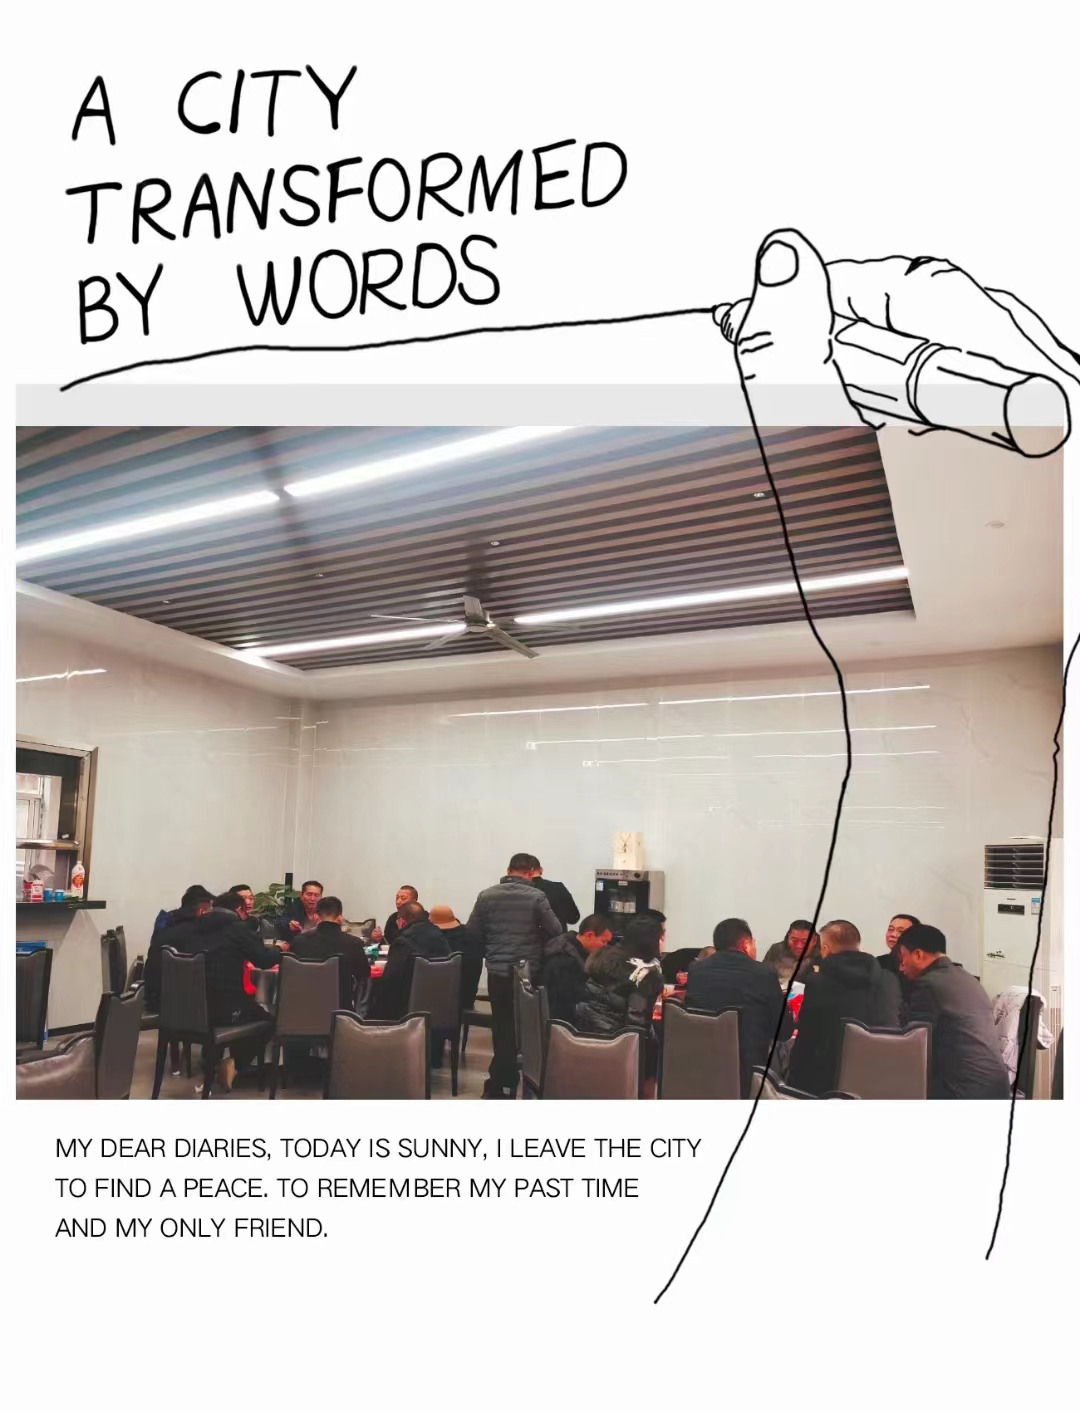 A CITY
TRANSFORMED
BY WORDS
MY DEAR DIARIES, TODAY IS SUNNY, I LEAVE THE CITY
TO FIND A PEACE. TO REMEMBER MY PAST TIME
AND MY ONLY FRIEND.